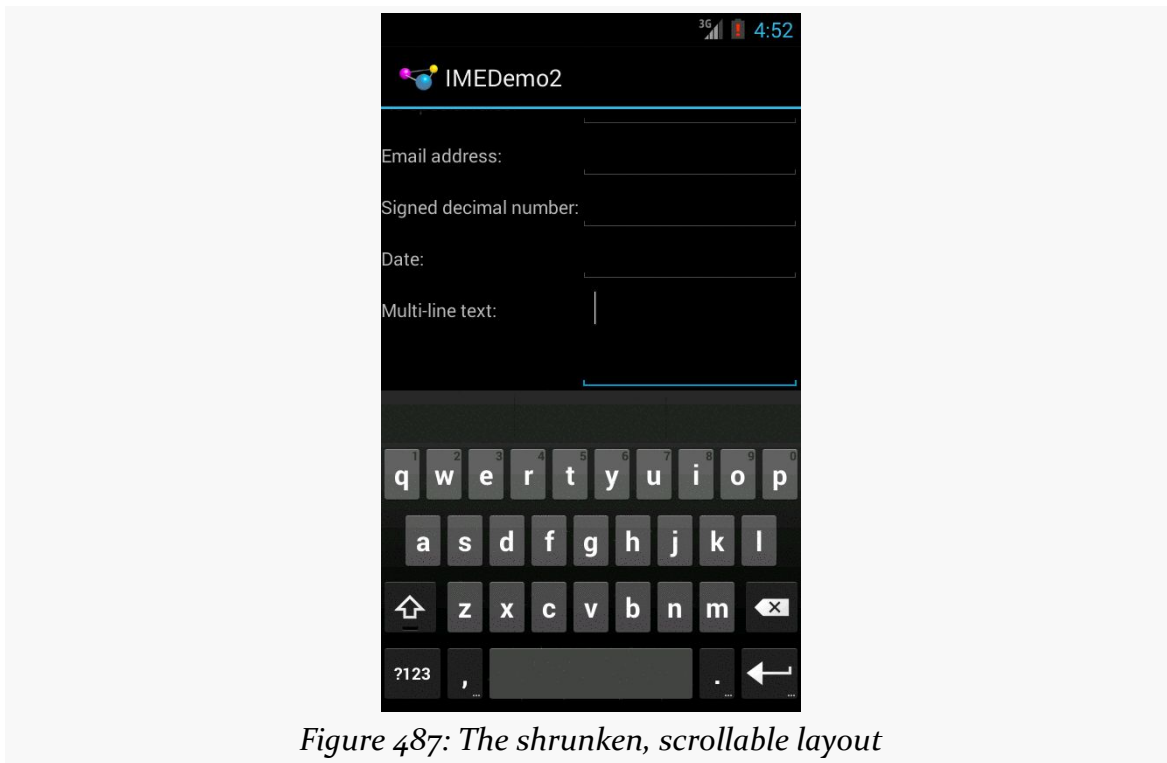 3G 4:52
IMEDemo2
Email address:
Signed decimal number:
Date:
Multi-line text:
1 2 3 4 5 6 7 8 9 0
q w e r t y u i o p
a s d f g h j k l
z x c v b n m
?123 , ... . ... ...
Figure 487: The shrunken, scrollable layout